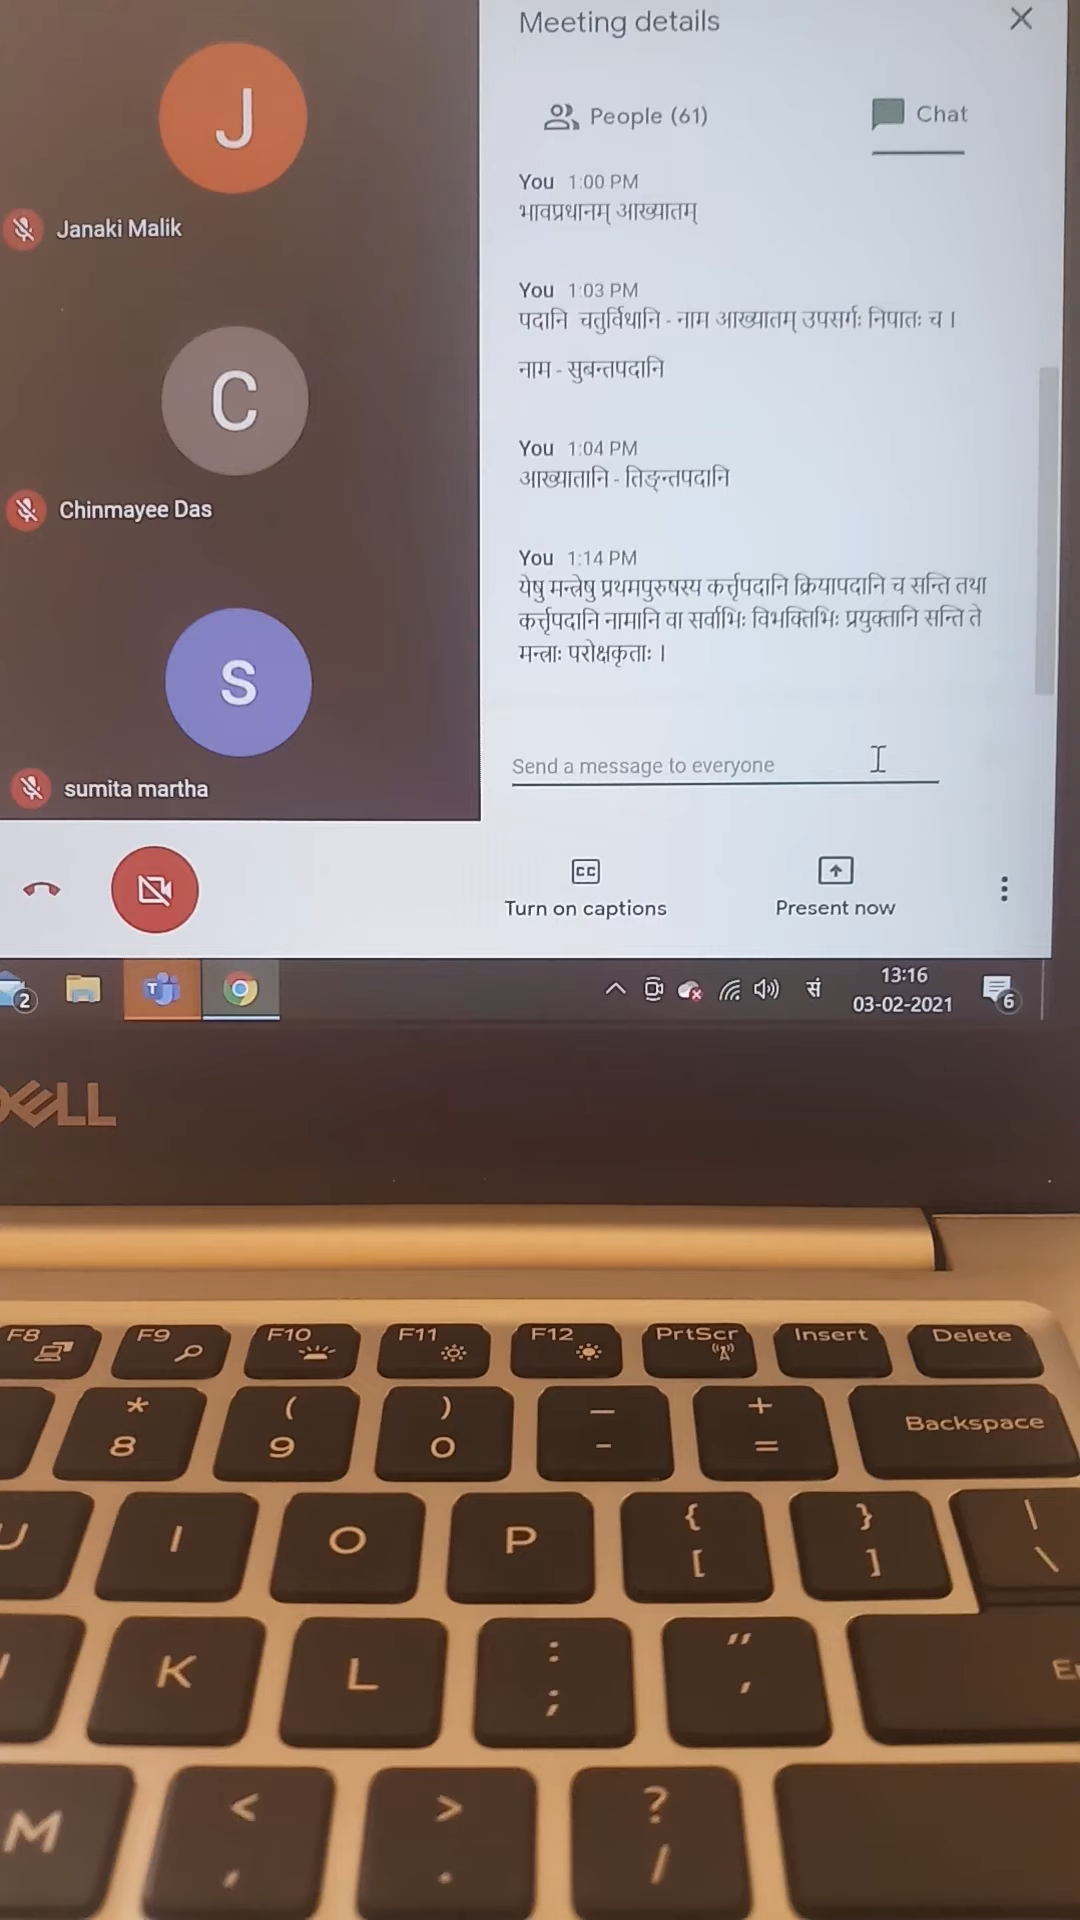 Meeting details
People (61)
Chat
J
Janaki Malik
C
Chinmayee Das
S
sumita martha
You 1:00 PM
भावप्रधानम् आख्यातम्
You 1:03 PM
पदानि चतुर्विधानि - नाम आख्यातम् उपसर्गः निपातः च ।
नाम - सुबन्तपदानि
You 1:04 PM
आख्यातानि - तिङ्न्तपदानि
You 1:14 PM
येषु मन्त्रेषु प्रथमपुरुषस्य कर्त्तृपदानि क्रियापदानि च सन्ति तथा
कर्त्तृपदानि नामानि वा सर्वाभिः विभक्तिभिः प्रयुक्तानि सन्ति ते
मन्त्राः परोक्षकृताः ।
Send a message to everyone
CC
Turn on captions
Present now
2
T
सं
13:16
03-02-2021
6
DELL
F8 F9 F10 F11 F12 PrtScr Insert Delete
* ( ) — +
8 9 0 - = Backspace
U I O P { }
[ ] | \
K L : "
; '
M < > ?
, . /